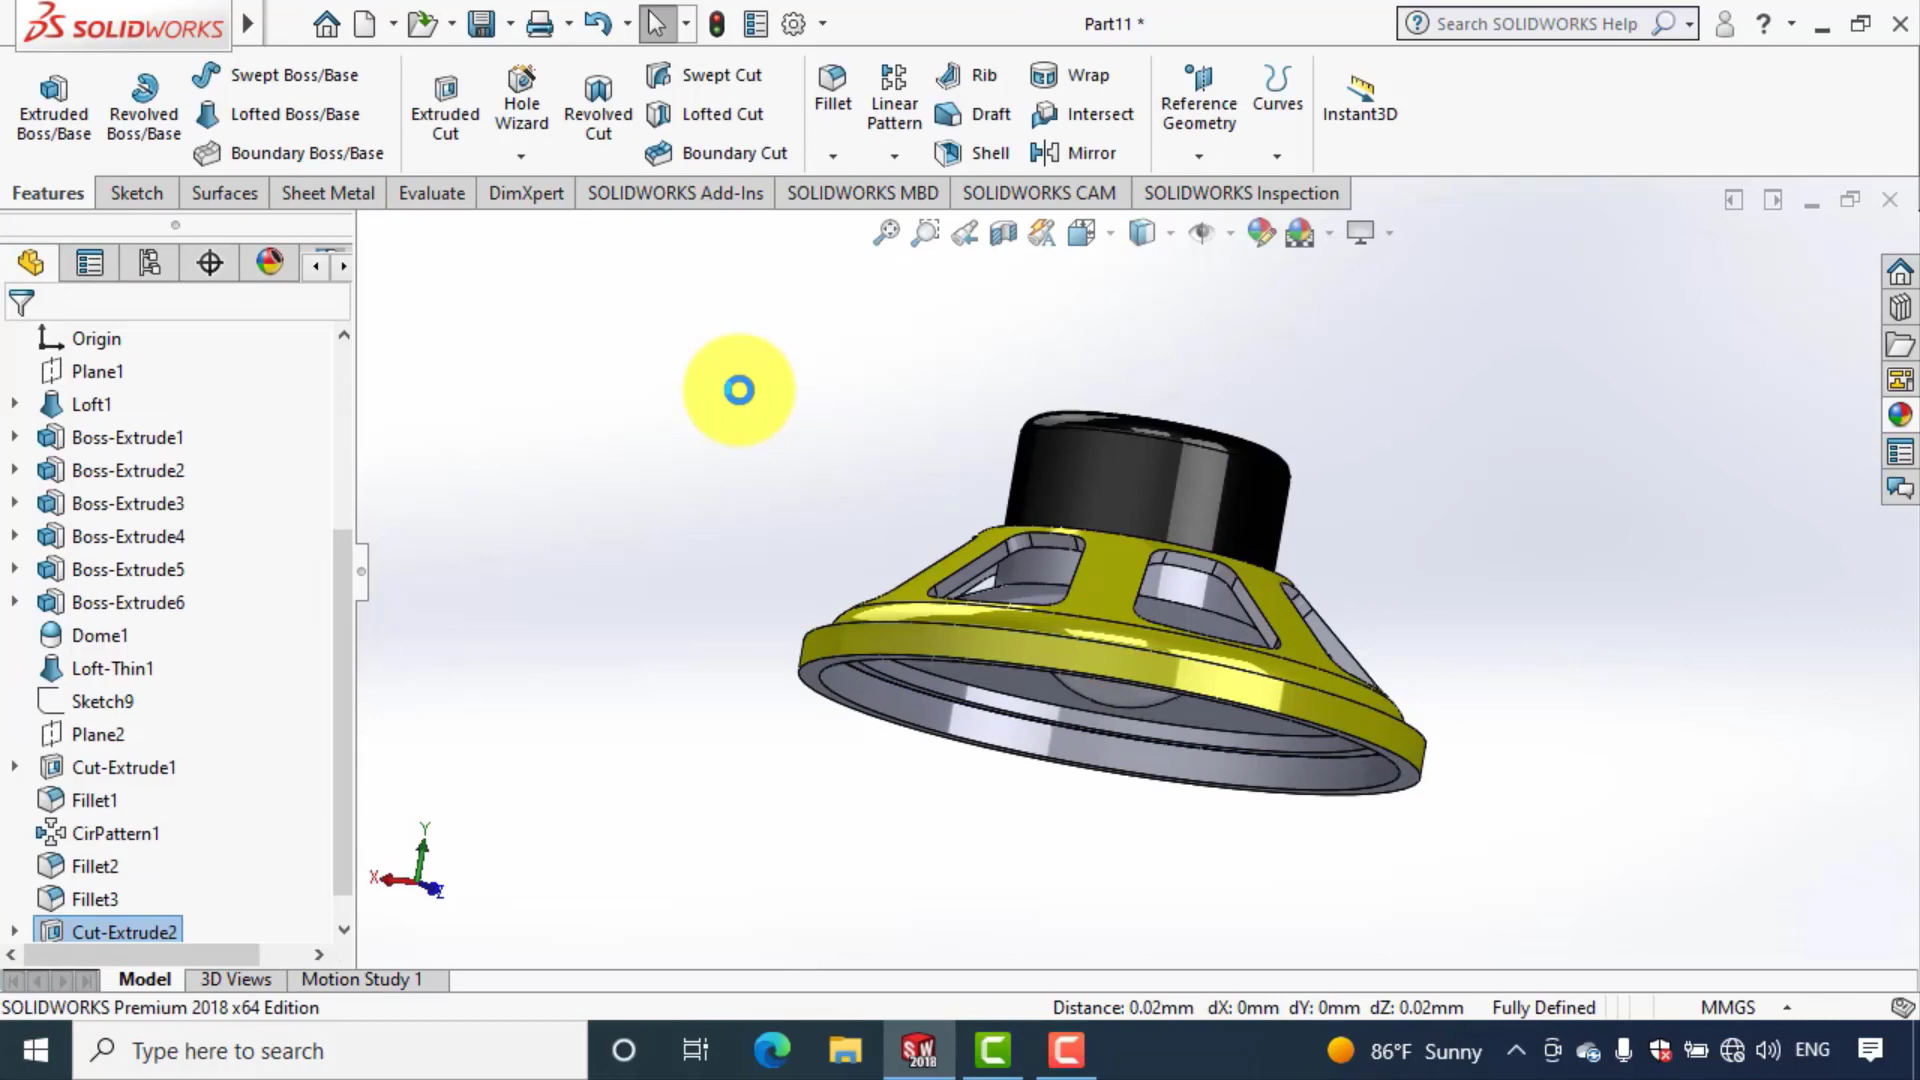 SOLIDWORKS
Part11 *
Search SOLIDWORKS Help
Extruded Boss/Base
Revolved Boss/Base
Swept Boss/Base
Lofted Boss/Base
Boundary Boss/Base
Extruded Cut
Hole Wizard
Revolved Cut
Swept Cut
Lofted Cut
Boundary Cut
Fillet
Linear Pattern
Rib
Draft
Shell
Wrap
Intersect
Mirror
Reference Geometry
Curves
Instant3D
Features
Sketch
Surfaces
Sheet Metal
Evaluate
DimXpert
SOLIDWORKS Add-Ins
SOLIDWORKS MBD
SOLIDWORKS CAM
SOLIDWORKS Inspection
Origin
Plane1
Loft1
Boss-Extrude1
Boss-Extrude2
Boss-Extrude3
Boss-Extrude4
Boss-Extrude5
Boss-Extrude6
Dome1
Loft-Thin1
Sketch9
Plane2
Cut-Extrude1
Fillet1
CirPattern1
Fillet2
Fillet3
Cut-Extrude2
Y
X
Z
Model
3D Views
Motion Study 1
SOLIDWORKS Premium 2018 x64 Edition
Distance: 0.02mm dX: 0mm dY: 0mm dZ: 0.02mm
Fully Defined
MMGS
Type here to search
SW
2018
86°F Sunny
ENG